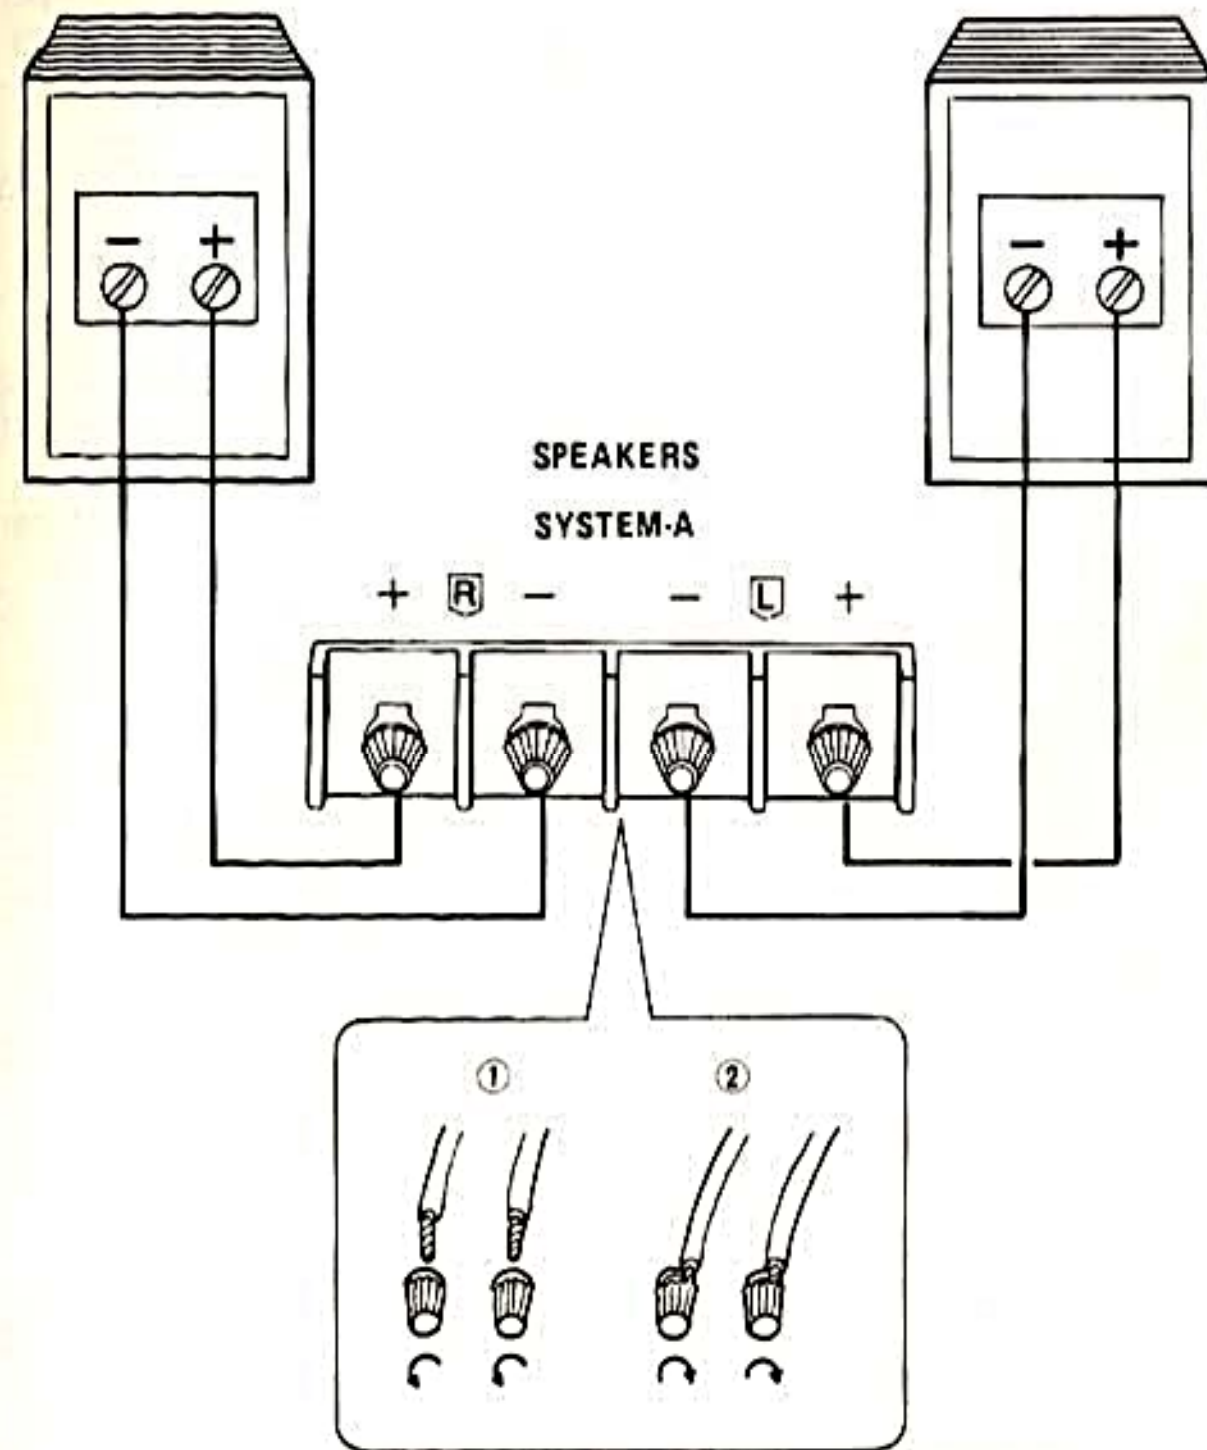 − +
− +
SPEAKERS
SYSTEM-A
+ R − − L +
① ②